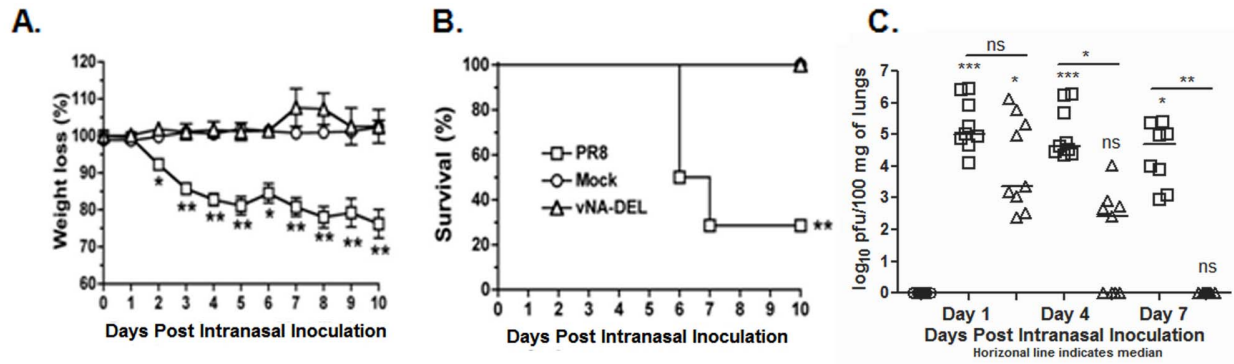 A.
120
110
100
90
80
70
60
Weight loss (%)
*
**
**
**
*
**
**
**
**
0 1 2 3 4 5 6 7 8 9 10
Days Post Intranasal Inoculation
B.
100
80
60
40
20
0
Survival (%)
PR8
Mock
vNA-DEL
**
0 1 2 3 4 5 6 7 8 9 10
Days Post Intranasal Inoculation
C.
7
6
5
4
3
2
1
0
log10 pfu/100 mg of lungs
ns
*
**
***
*
***
ns
*
ns
Day 1 Day 4 Day 7
Days Post Intranasal Inoculation
Horizonal line indicates median